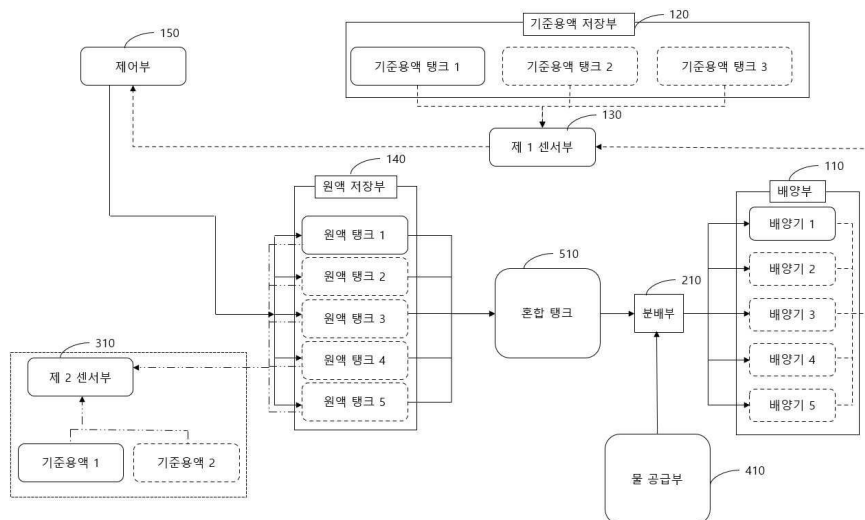 150
제어부
기준용액 저장부
120
기준용액 탱크 1
기준용액 탱크 2
기준용액 탱크 3
130
제 1 센서부
140
원액 저장부
원액 탱크 1
원액 탱크 2
원액 탱크 3
원액 탱크 4
원액 탱크 5
510
혼합 탱크
210
분배부
110
배양부
배양기 1
배양기 2
배양기 3
배양기 4
배양기 5
310
제 2 센서부
기준용액 1
기준용액 2
물 공급부
410